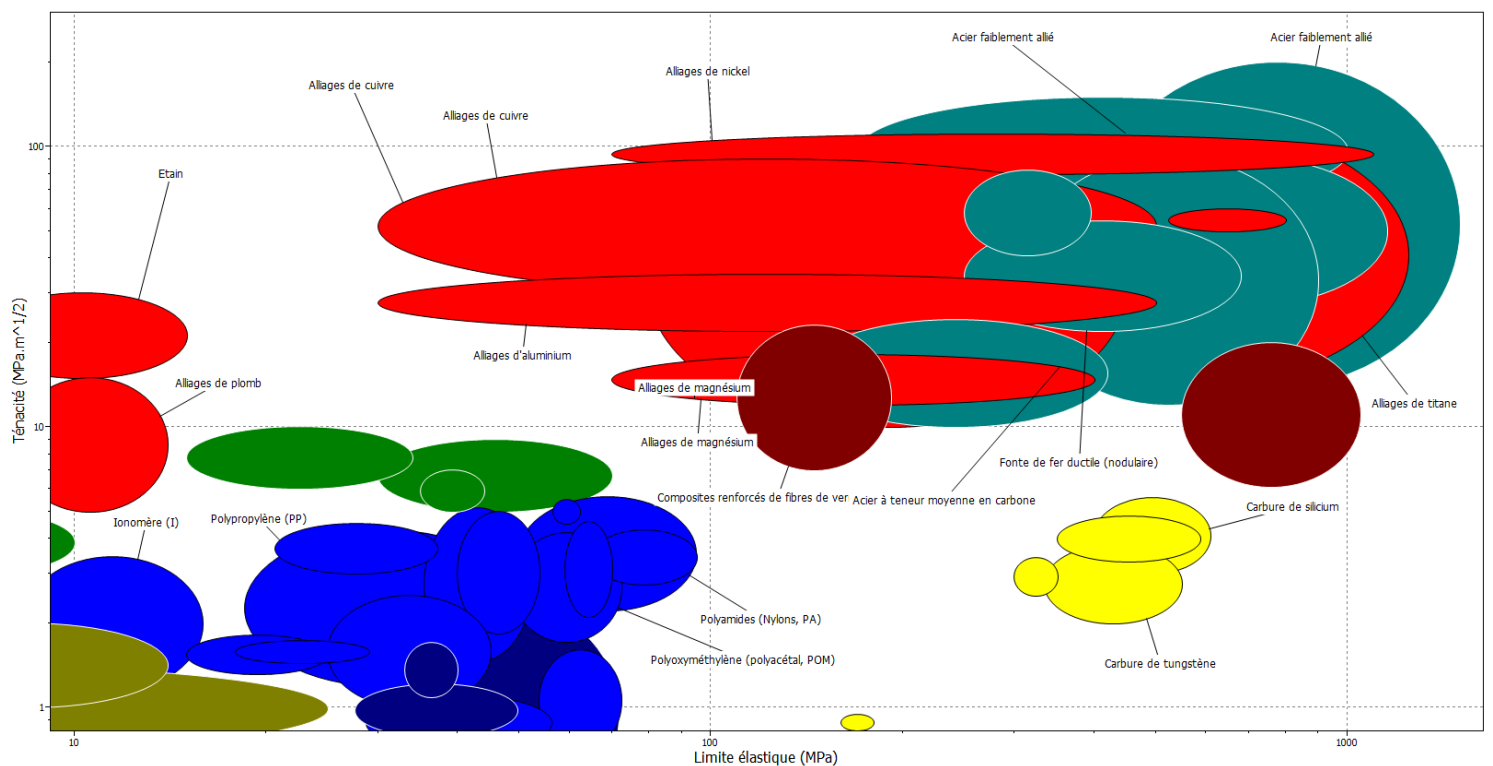 Acier faiblement allié
Acier faiblement allié
Alliages de nickel
Alliages de cuivre
Alliages de cuivre
Etain
Alliages d'aluminium
Alliages de plomb
Alliages de magnésium
Alliages de magnésium
Alliages de titane
Fonte de fer ductile (nodulaire)
Composites renforcés de fibres de ver
Acier à teneur moyenne en carbone
Carbure de silicium
Ionomère (I)
Polypropylène (PP)
Polyamides (Nylons, PA)
Polyoxyméthylène (polyacétal, POM)
Carbure de tungstène
Ténacité (MPa.m^1/2)
100
10
1
10
100
1000
Limite élastique (MPa)